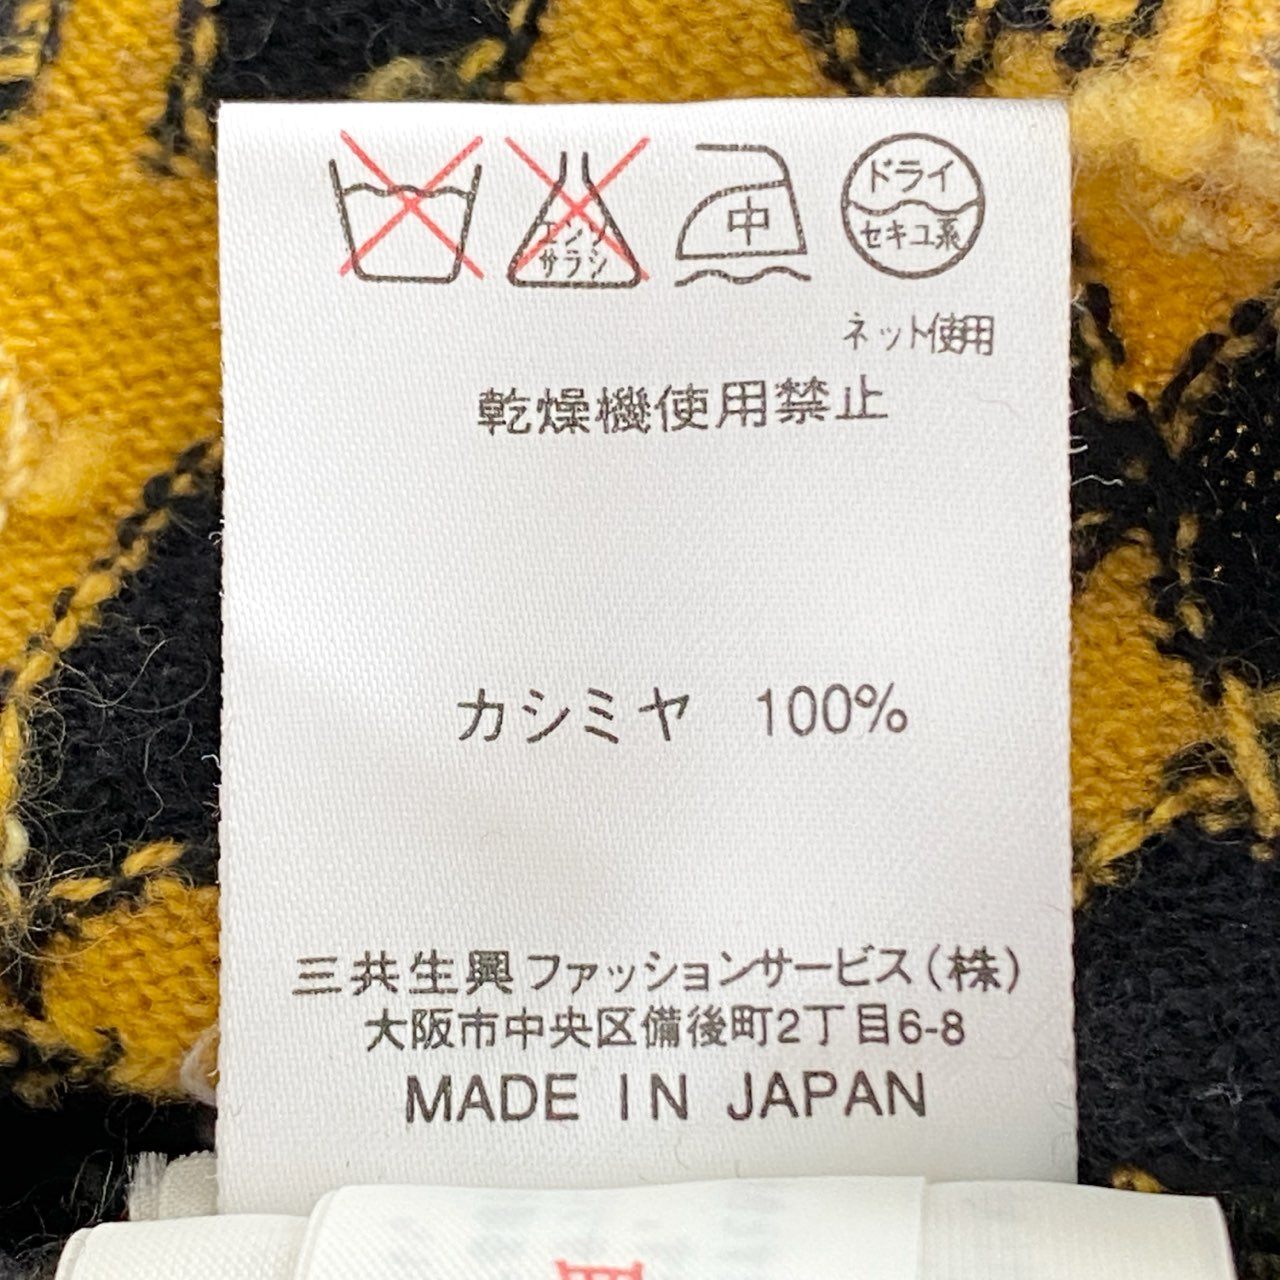 エンソ
サラシ
中
ドライ
セキユ系
ネット使用
乾燥機使用禁止
カシミヤ 100%
三共生興ファッションサービス(株)
大阪市中央区備後町2丁目6-8
MADE IN JAPAN